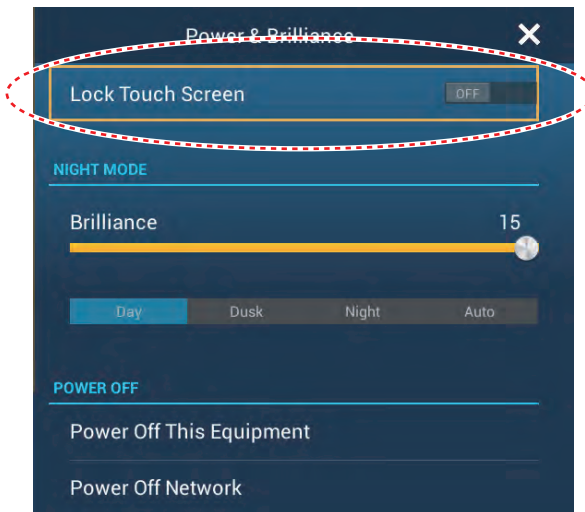 Power & Brilliance
Lock Touch Screen OFF
NIGHT MODE
Brilliance 15
Day Dusk Night Auto
POWER OFF
Power Off This Equipment
Power Off Network